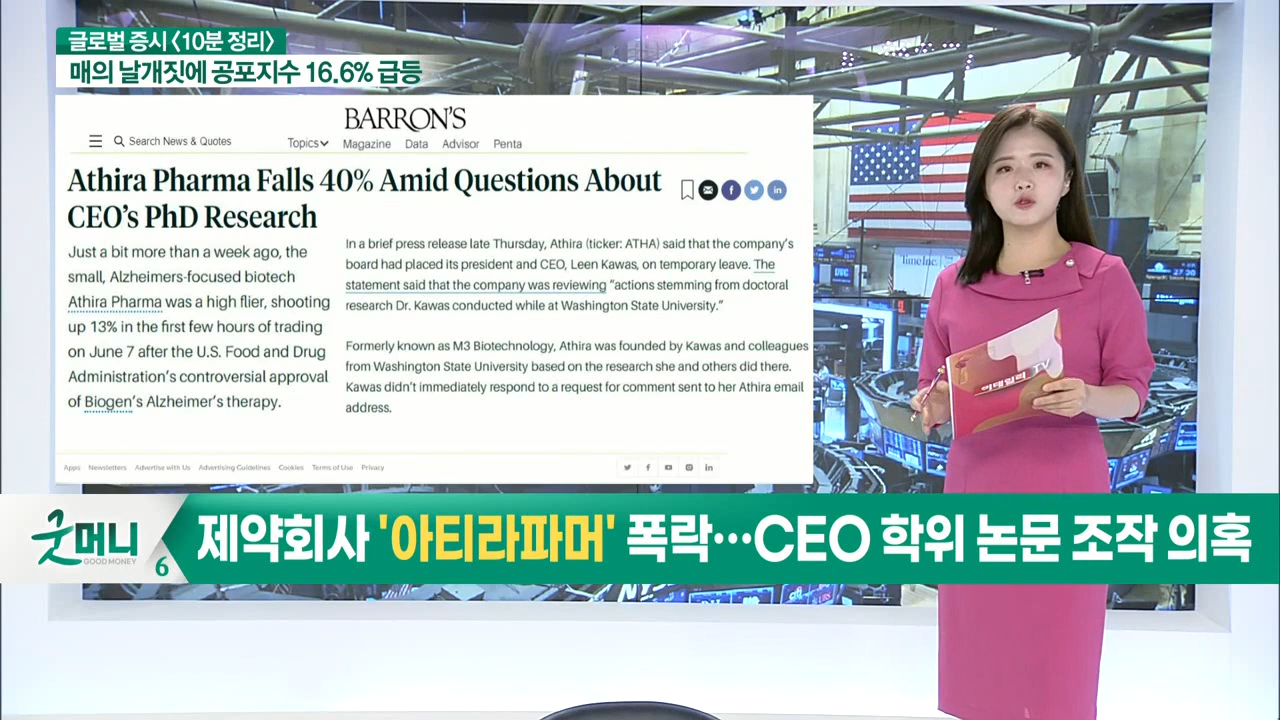 글로벌 증시 <10분 정리>
매의 날갯짓에 공포지수 16.6% 급등
BARRON'S
Search News & Quotes
Topics Magazine Data Advisor Penta
Athira Pharma Falls 40% Amid Questions About
CEO's PhD Research
Just a bit more than a week ago, the
small, Alzheimers-focused biotech
Athira Pharma was a high flier, shooting
up 13% in the first few hours of trading
on June 7 after the U.S. Food and Drug
Administration's controversial approval
of Biogen's Alzheimer's therapy.
In a brief press release late Thursday, Athira (ticker: ATHA) said that the company's
board had placed its president and CEO, Leen Kawas, on temporary leave. The
statement said that the company was reviewing "actions stemming from doctoral
research Dr. Kawas conducted while at Washington State University."
Formerly known as M3 Biotechnology, Athira was founded by Kawas and colleagues
from Washington State University based on the research she and others did there.
Kawas didn't immediately respond to a request for comment sent to her Athira email
address.
Apps Newsletters Advertise with Us Advertising Guidelines Cookies Terms of Use Privacy
Time Inc.
이데일리 TV
굿머니
GOOD MONEY
6
제약회사 '아티라파머' 폭락…CEO 학위 논문 조작 의혹
citi